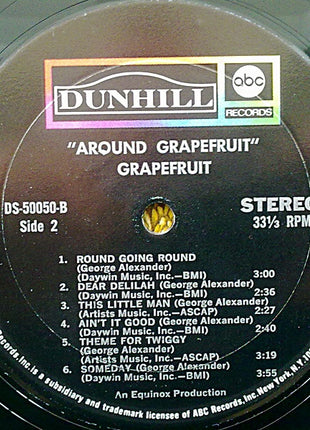 DUNHILL
abc
RECORDS
"AROUND GRAPEFRUIT"
GRAPEFRUIT
DS-50050-B
Side 2
STEREO
33⅓ RPM
1. ROUND GOING ROUND
(George Alexander)
(Daywin Music, Inc.—BMI) 3:00
2. DEAR DELILAH (George Alexander)
(Daywin Music, Inc.—BMI) 2:36
3. THIS LITTLE MAN (George Alexander)
(Artists Music, Inc.—ASCAP) 2:27
4. AIN'T IT GOOD (George Alexander)
(Daywin Music, Inc.—BMI) 2:40
5. THEME FOR TWIGGY
(George Alexander)
(Artists Music, Inc.—ASCAP) 3:19
6. SOMEDAY (George Alexander)
(Daywin Music, Inc.—BMI) 3:55
An Equinox Production
Records, Inc. is a subsidiary and trademark licensee of ABC Records, Inc. New York, N.Y.